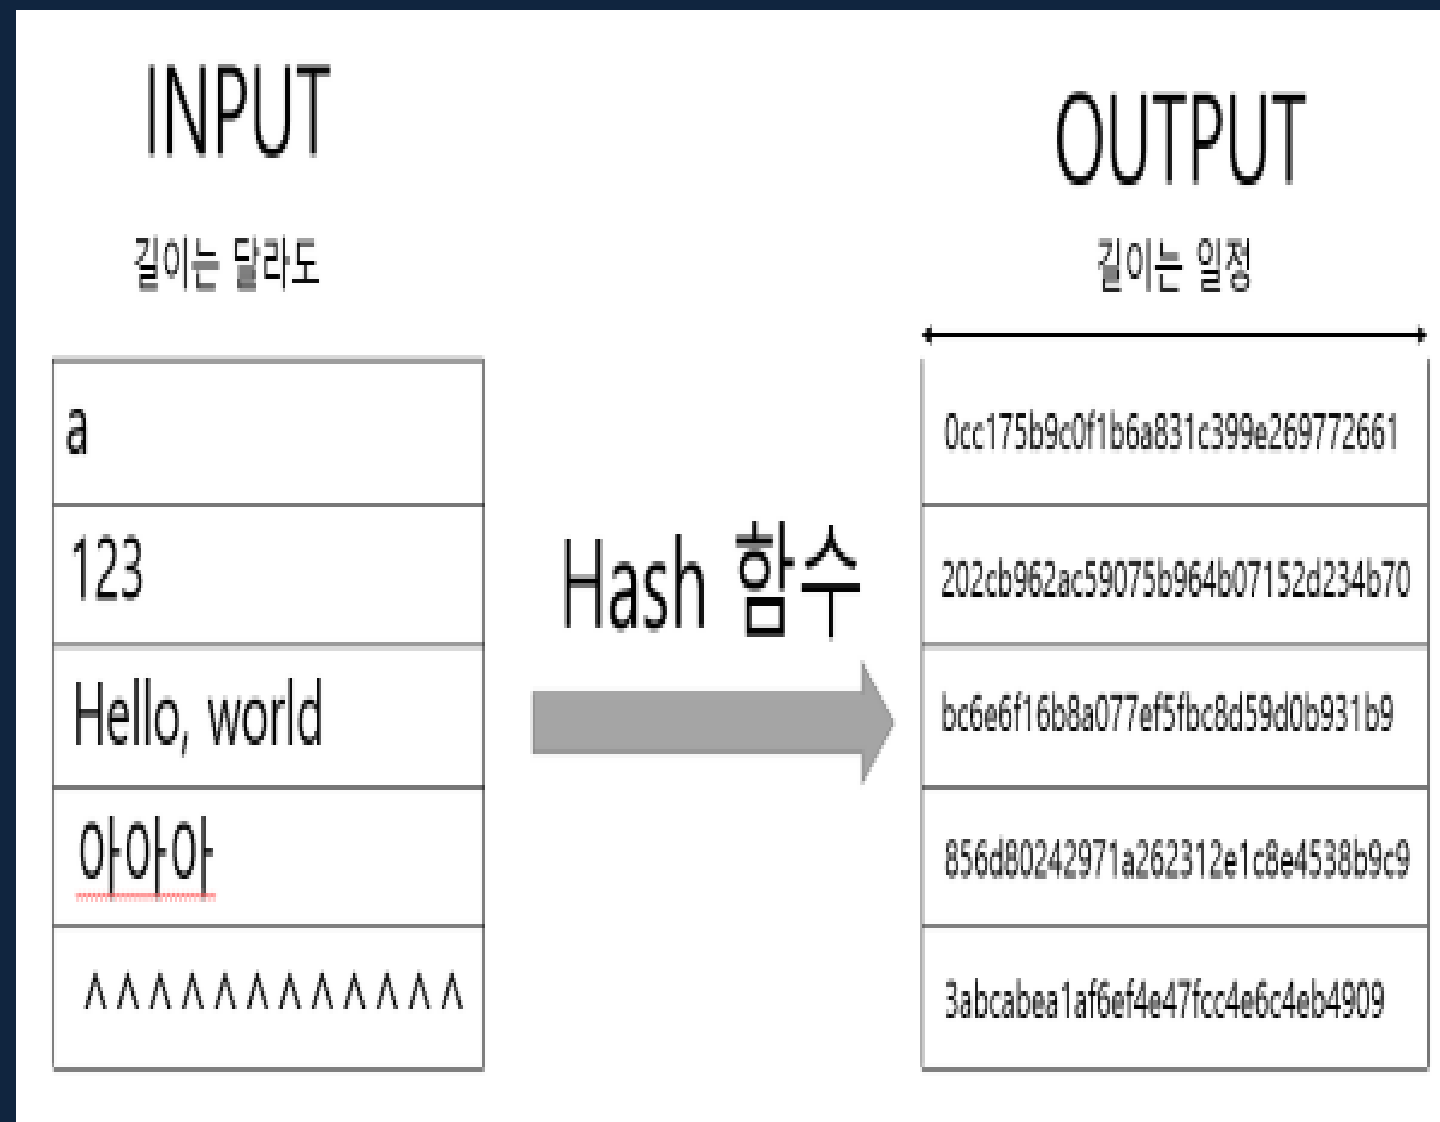 INPUT
OUTPUT
길이는 달라도
길이는 일정
a
0cc175b9c0f1b6a831c399e269772661
Hash 함수
123
202cb962ac59075b964b07152d234b70
Hello, world
bc6e6f16b8a077ef5fbc8d59d0b931b9
아아아
856d80242971a262312e1c8e4538b9c9
^^^^^^^^^^^^
3abcabea1af6ef4e47fcc4e6c4eb4909